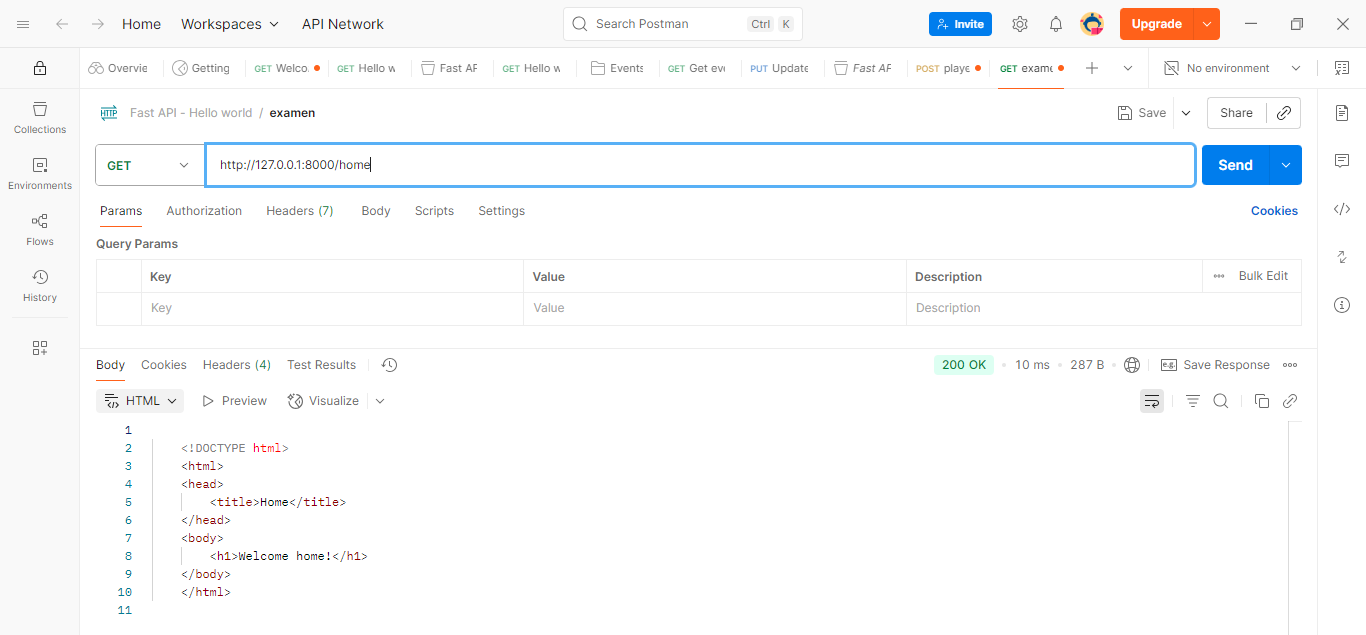 Home Workspaces API Network Search Postman Ctrl K Invite Upgrade
Overvie Getting GET Welco. GET Hello w Fast AF GET Hello w Events GET Get eve PUT Update Fast AF POST playe GET exame No environment
Fast API - Hello world / examen Save Share
Collections
GET http://127.0.0.1:8000/home Send
Environments
Params Authorization Headers (7) Body Scripts Settings Cookies
Flows
Query Params
Key Value Description Bulk Edit
History
Key Value Description
Body Cookies Headers (4) Test Results 200 OK 10 ms 287 B e.g. Save Response
HTML Preview Visualize
1
2 <!DOCTYPE html>
3 <html>
4 <head>
5 <title>Home</title>
6 </head>
7 <body>
8 <h1>Welcome home!</h1>
9 </body>
10 </html>
11